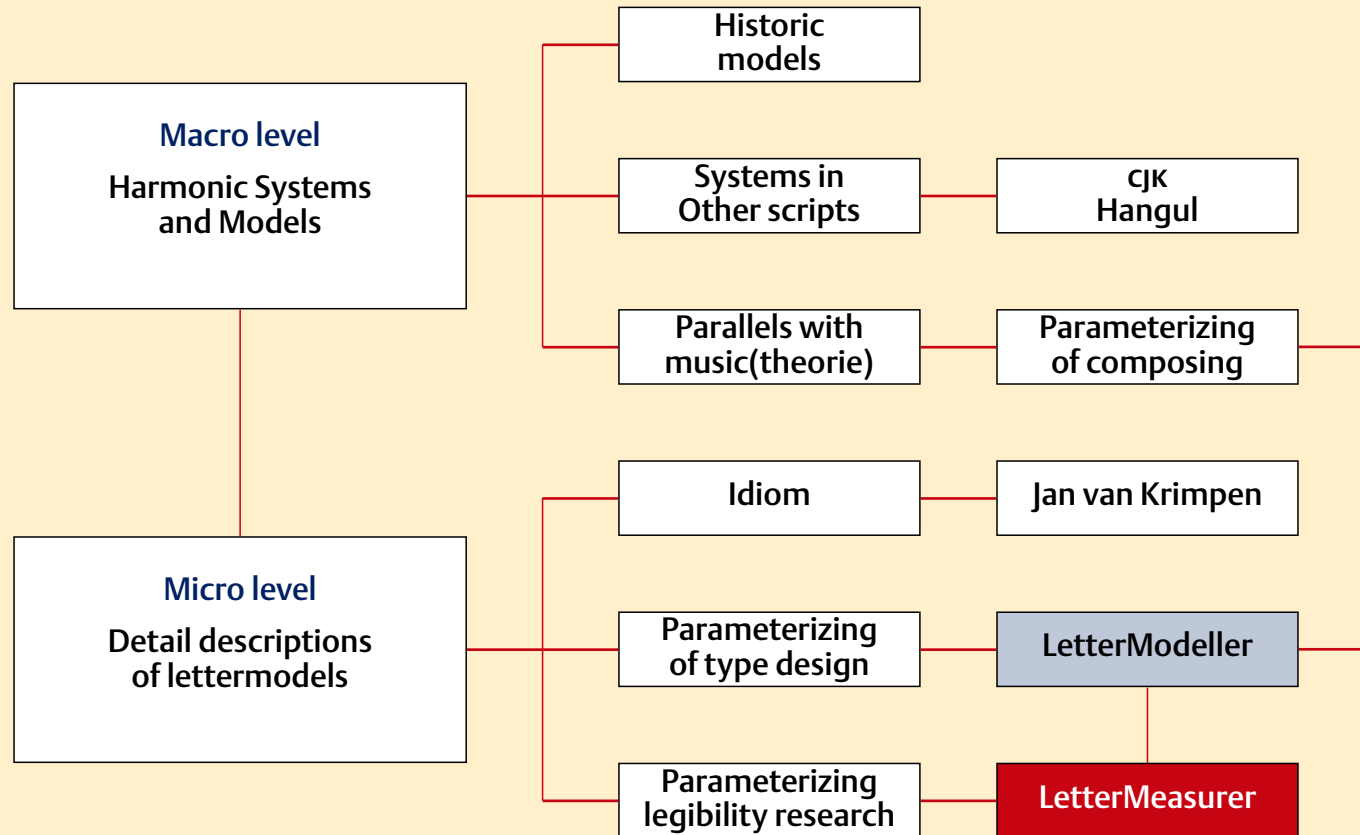 Historic
models
Macro level
Harmonic Systems
and Models
Systems in
Other scripts
CJK
Hangul
Parallels with
music(theorie)
Parameterizing
of composing
Idiom
Jan van Krimpen
Micro level
Detail descriptions
of lettermodels
Parameterizing
of type design
LetterModeller
Parameterizing
legibility research
LetterMeasurer